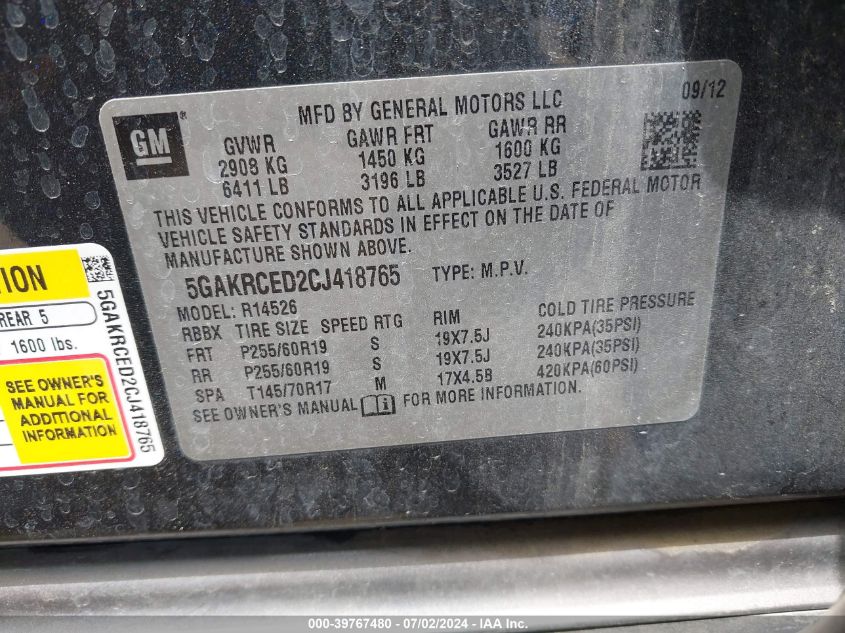 MFD BY GENERAL MOTORS LLC 09/12
GM®
GVWR GAWR FRT GAWR RR
2908 KG 1450 KG 1600 KG
6411 LB 3196 LB 3527 LB
THIS VEHICLE CONFORMS TO ALL APPLICABLE U.S. FEDERAL MOTOR
VEHICLE SAFETY STANDARDS IN EFFECT ON THE DATE OF
MANUFACTURE SHOWN ABOVE.
5GAKRCED2CJ418765 TYPE: M.P.V.
MODEL: R14526
RBBX TIRE SIZE SPEED RTG RIM COLD TIRE PRESSURE
FRT P255/60R19 S 19X7.5J 240KPA(35PSI)
RR P255/60R19 S 19X7.5J 240KPA(35PSI)
SPA T145/70R17 M 17X4.5B 420KPA(60PSI)
SEE OWNER'S MANUAL FOR MORE INFORMATION.
REAR 5
1600 lbs.
SEE OWNER'S
MANUAL FOR
ADDITIONAL
INFORMATION
5GAKRCED2CJ418765
000-39767480 - 07/02/2024 - IAA Inc.